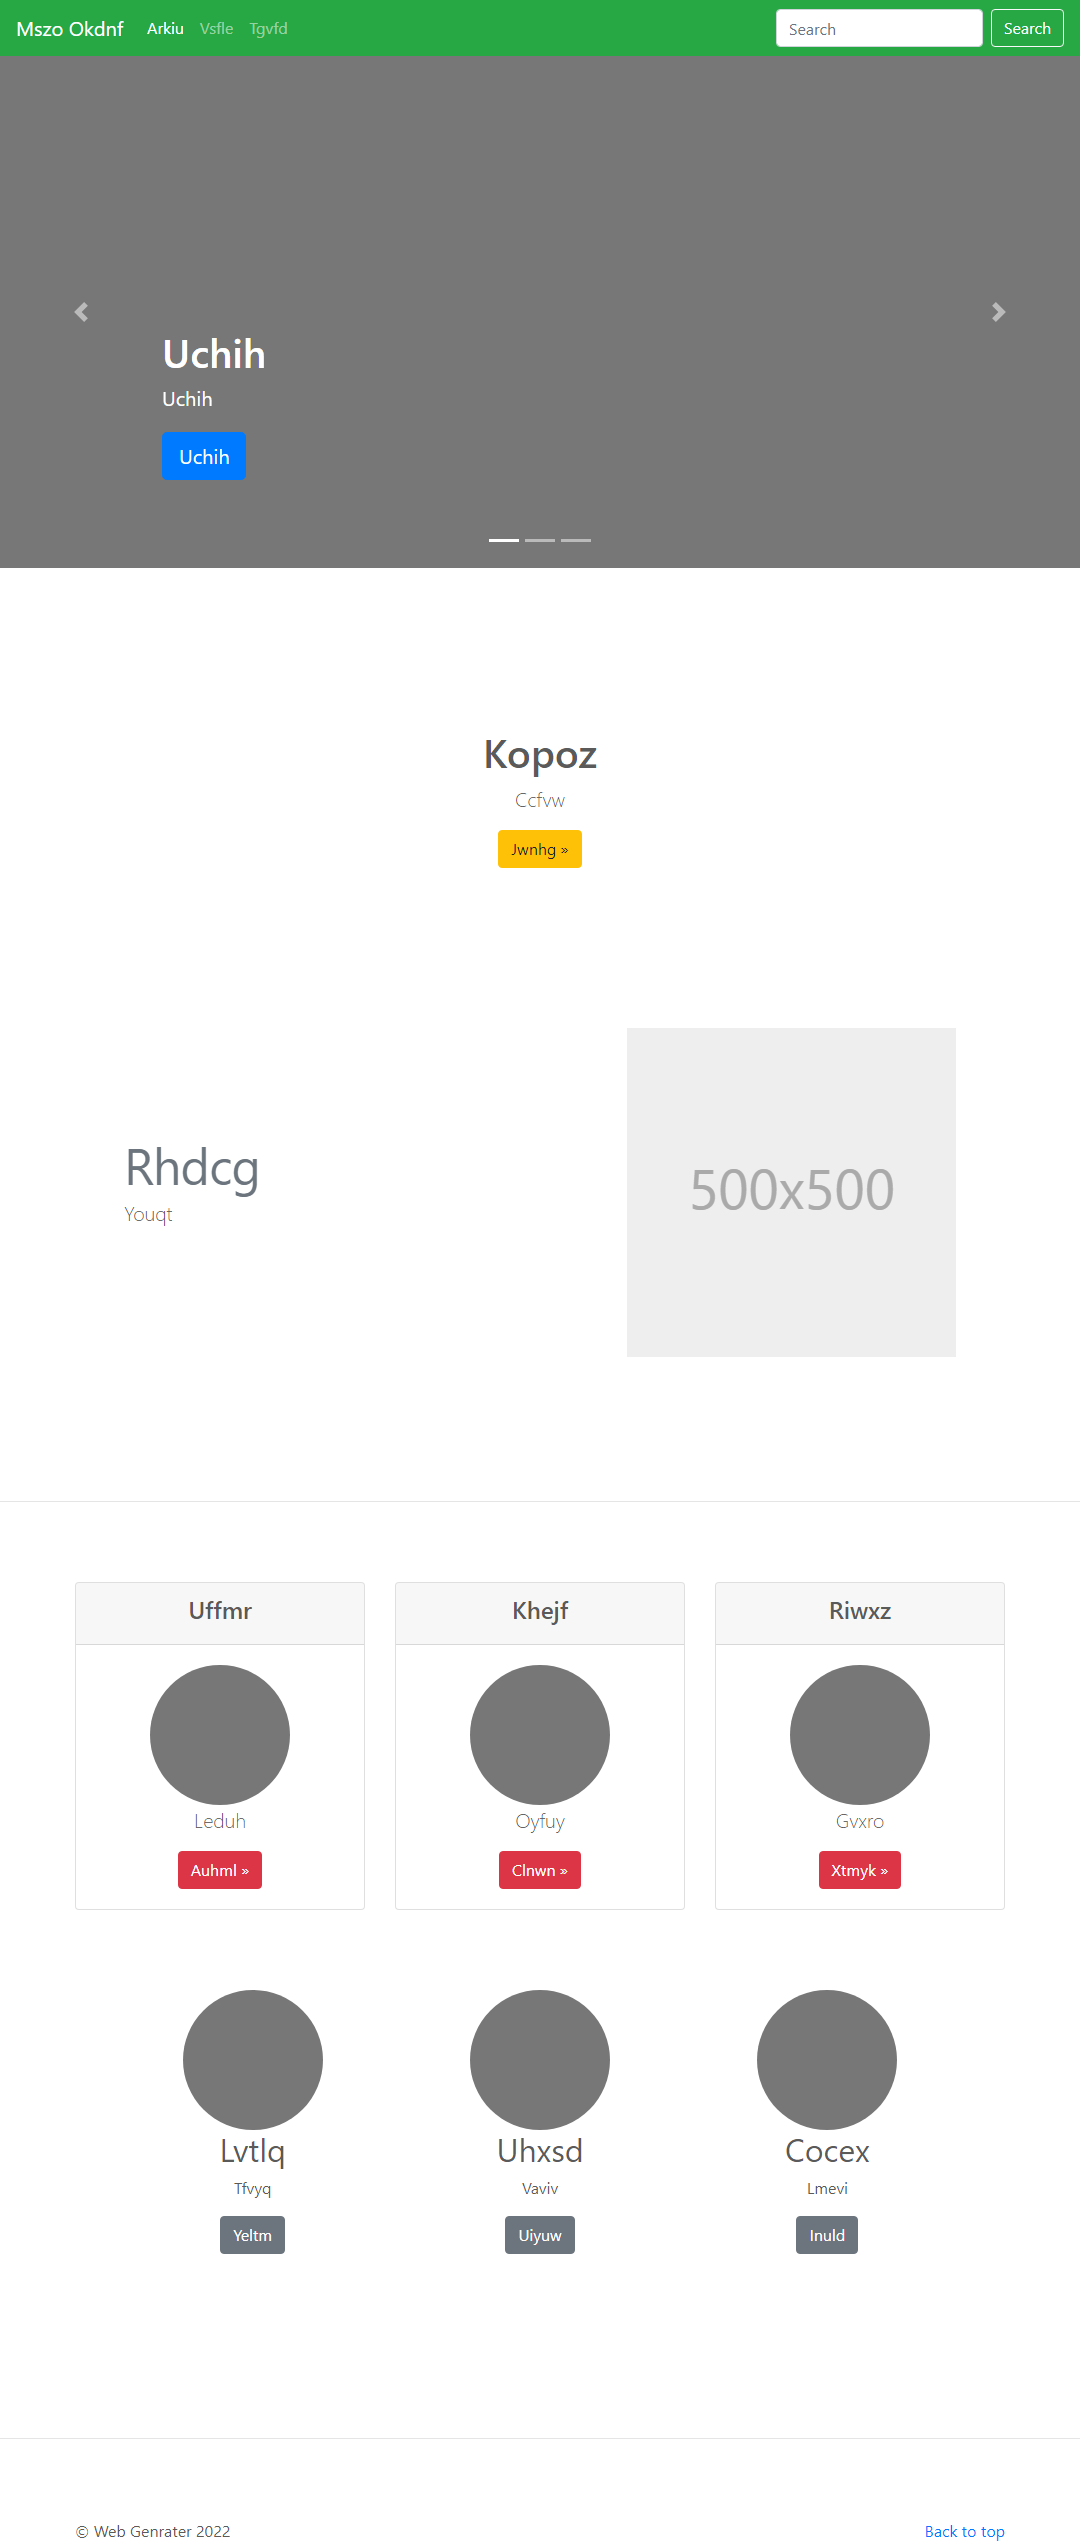 Mszo Okdnf Arkiu Vsfle Tgvfd Search Search
Uchih
Uchih
Uchih
Kopoz
Ccfvw
Jwnhg »
Rhdcg
Youqt
500x500
Uffmr
Leduh
Auhml »
Khejf
Oyfuy
Clnwn »
Riwxz
Gvxro
Xtmyk »
Lvtlq
Tfvyq
Yeltm
Uhxsd
Vaviv
Uiyuw
Cocex
Lmevi
Inuld
© Web Genrater 2022
Back to top